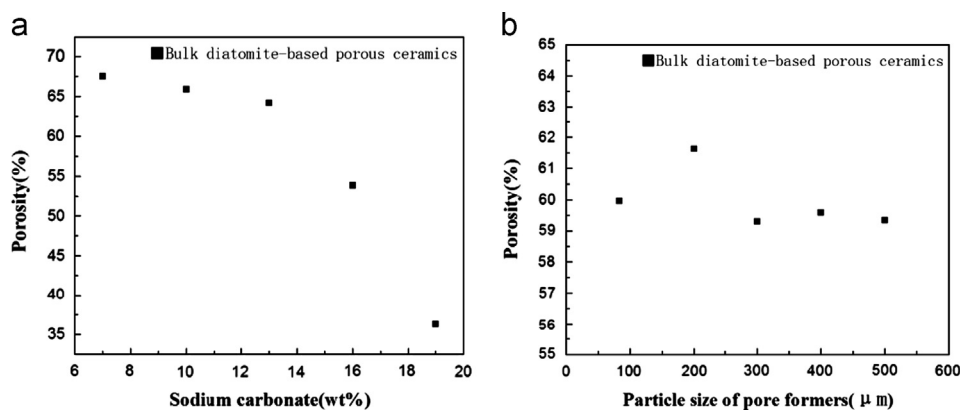 a
■Bulk diatomite-based porous ceramics
70
65
60
55
50
45
40
35
Porosity(%)
6 8 10 12 14 16 18 20
Sodium carbonate(wt%)
b
■Bulk diatomite-based porous ceramics
65
64
63
62
61
60
59
58
57
56
55
Porosity(%)
0 100 200 300 400 500 600
Particle size of pore formers(μm)